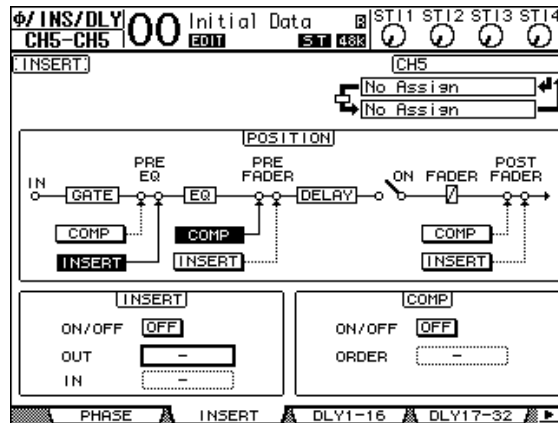 Φ/INS/DLY
CH5-CH5
00 Initial Data R
EDIT ST 48k
STI1 STI2 STI3 STI4
INSERT
CH5
No Assign
No Assign
POSITION
PRE EQ
PRE FADER
POST FADER
IN GATE EQ DELAY ON FADER
COMP COMP COMP
INSERT INSERT INSERT
INSERT
ON/OFF OFF
OUT -
IN -
COMP
ON/OFF OFF
ORDER -
PHASE INSERT DLY1-16 DLY17-32